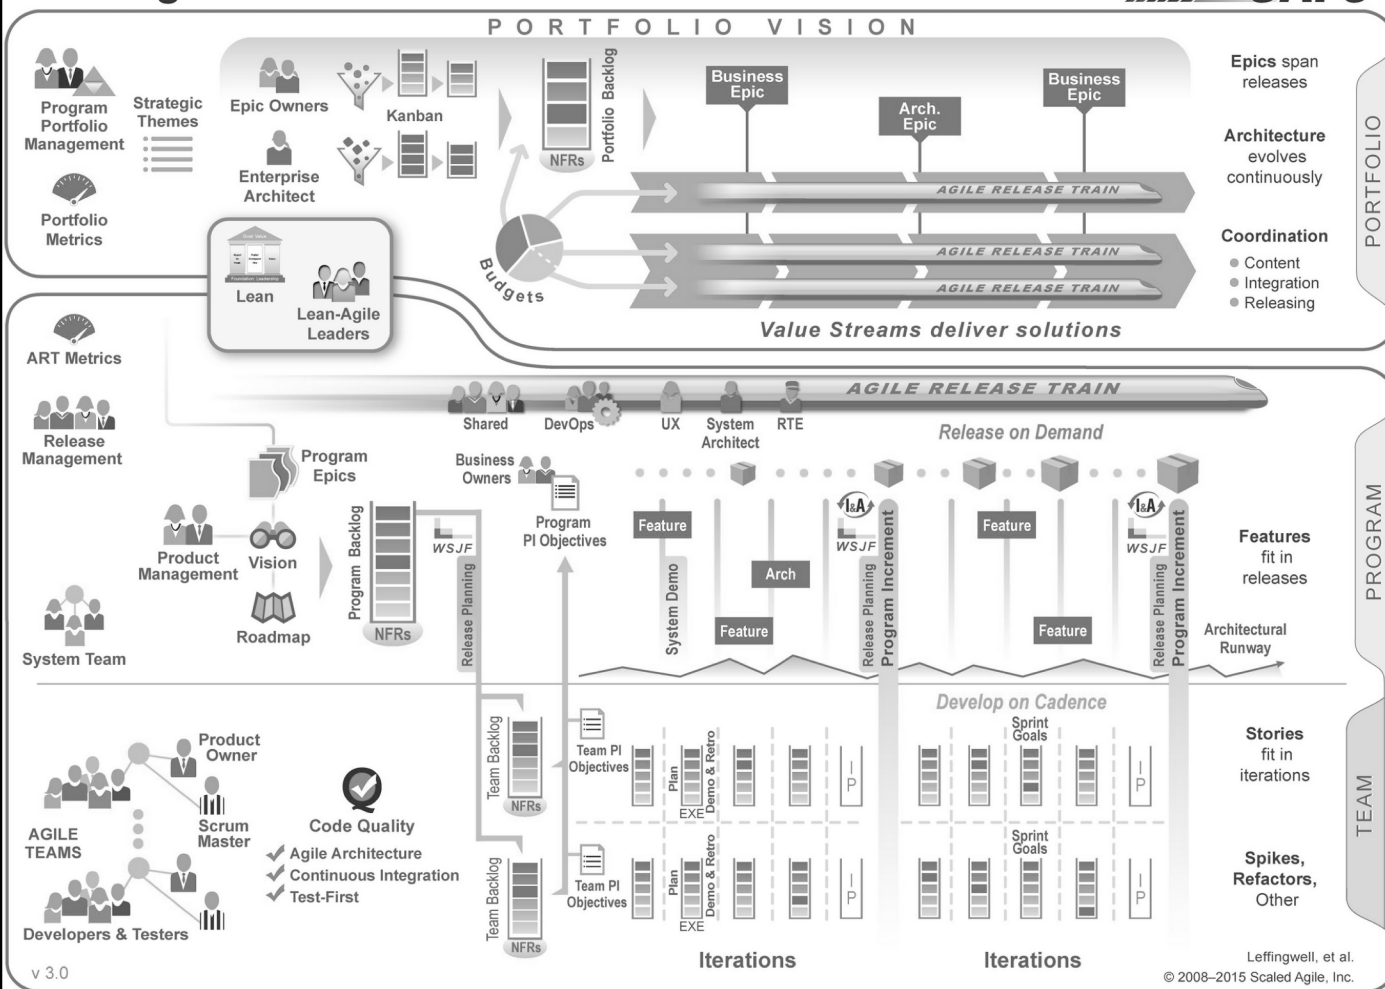 PORTFOLIO VISION
Program
Portfolio
Management
Strategic
Themes
Portfolio
Metrics
Epic Owners
Enterprise
Architect
Kanban
Portfolio Backlog
NFRs
Budgets
Business
Epic
Arch.
Epic
Business
Epic
AGILE RELEASE TRAIN
AGILE RELEASE TRAIN
AGILE RELEASE TRAIN
Value Streams deliver solutions
Epics span
releases
Architecture
evolves
continuously
Coordination
Content
Integration
Releasing
PORTFOLIO
Lean
Lean-Agile
Leaders
ART Metrics
Release
Management
AGILE RELEASE TRAIN
Shared
DevOps
UX
System
Architect
RTE
Release on Demand
Program
Epics
Business
Owners
Program
PI Objectives
Product
Management
Vision
Roadmap
System Team
Program Backlog
NFRs
WSJF
Release Planning
Feature
System Demo
Feature
Arch
I&A
WSJF
Release Planning
Program Increment
Feature
Feature
I&A
WSJF
Release Planning
Program Increment
Features
fit in
releases
Architectural
Runway
PROGRAM
Develop on Cadence
AGILE
TEAMS
Product
Owner
Scrum
Master
Developers & Testers
Code Quality
Agile Architecture
Continuous Integration
Test-First
Team Backlog
NFRs
Team PI
Objectives
Plan
EXE
Demo & Retro
I
P
Sprint
Goals
I
P
Stories
fit in
iterations
Team Backlog
NFRs
Team PI
Objectives
Plan
EXE
Demo & Retro
I
P
Sprint
Goals
I
P
Spikes,
Refactors,
Other
TEAM
Iterations
Iterations
v 3.0
Leffingwell, et al.
© 2008–2015 Scaled Agile, Inc.